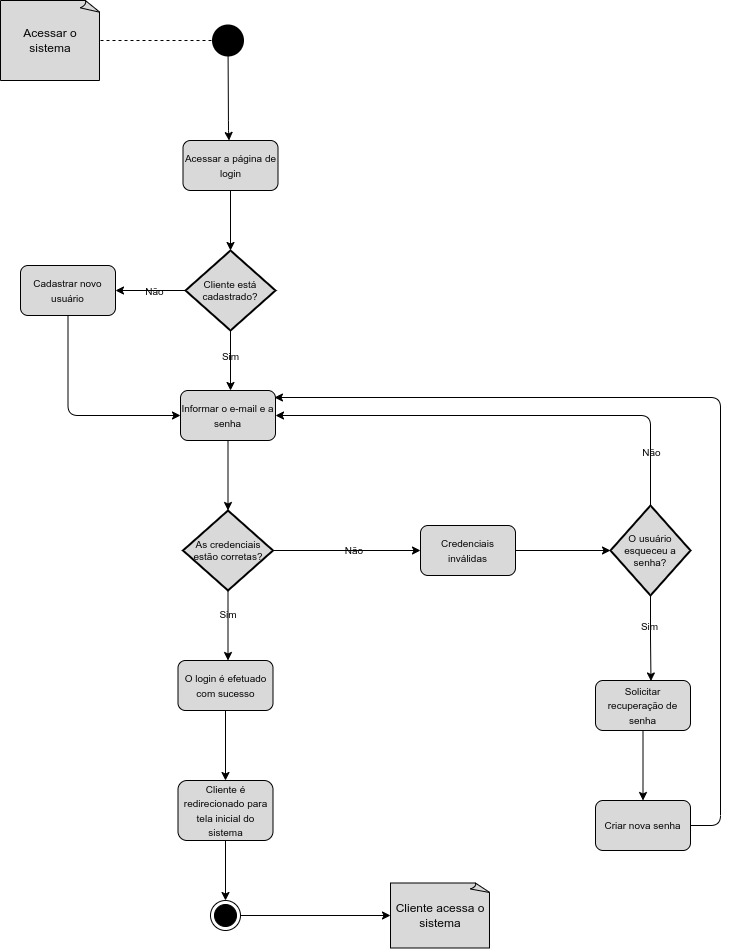 Acessar o
sistema
Acessar a página de
login
Cliente está
cadastrado?
Não
Cadastrar novo
usuário
Sim
Informar o e-mail e a
senha
Não
As credenciais
estão corretas?
Não
Credenciais
inválidas
O usuário
esqueceu a
senha?
Sim
Sim
O login é efetuado
com sucesso
Solicitar
recuperação de
senha
Cliente é
redirecionado para
tela inicial do
sistema
Criar nova senha
Cliente acessa o
sistema